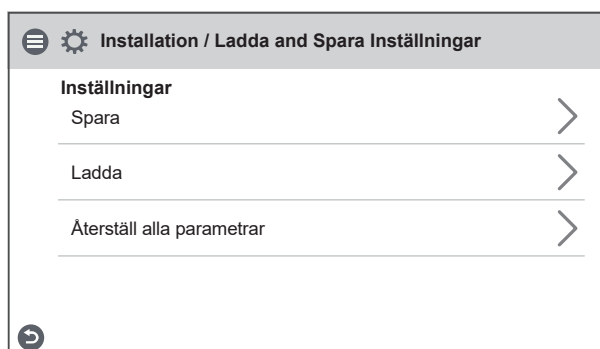 Installation / Ladda and Spara Inställningar
Inställningar
Spara
Ladda
Återställ alla parametrar